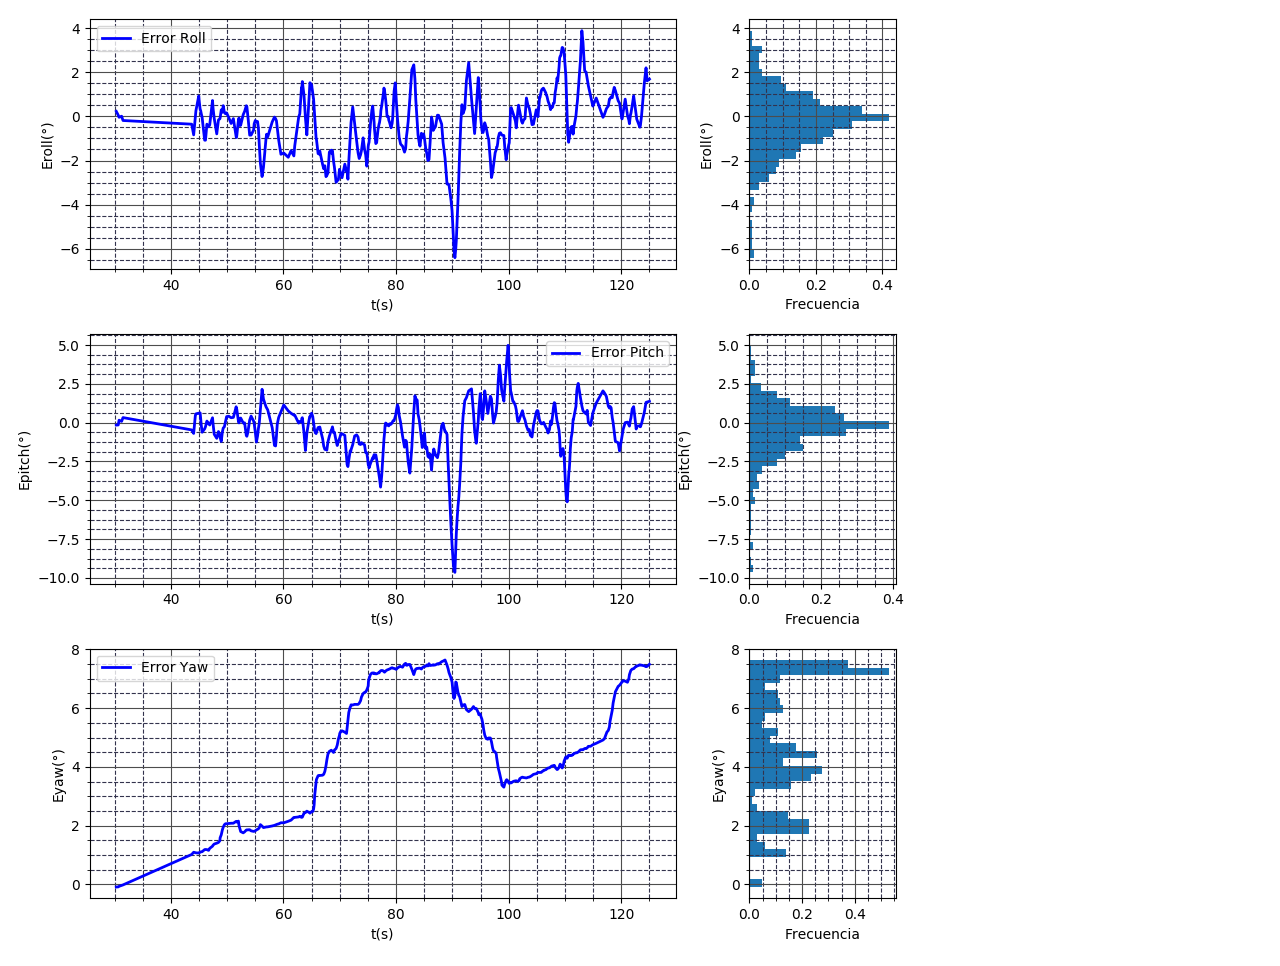 Error Roll
4
2
0
−2
−4
−6
Eroll(°)
40 60 80 100 120
t(s)
4
2
0
−2
−4
−6
Eroll(°)
0.0 0.2 0.4
Frecuencia
Error Pitch
5.0
2.5
0.0
−2.5
−5.0
−7.5
−10.0
Epitch(°)
40 60 80 100 120
t(s)
5.0
2.5
0.0
−2.5
−5.0
−7.5
−10.0
Epitch(°)
0.0 0.2 0.4
Frecuencia
Error Yaw
8
6
4
2
0
Eyaw(°)
40 60 80 100 120
t(s)
8
6
4
2
0
Eyaw(°)
0.0 0.2 0.4
Frecuencia